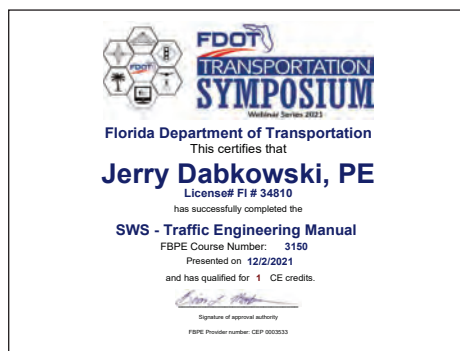 FDOT
FDOT
TRANSPORTATION
SYMPOSIUM
Webinar Series 2021
Florida Department of Transportation
This certifies that
Jerry Dabkowski, PE
License# Fl # 34810
has successfully completed the
SWS - Traffic Engineering Manual
FBPE Course Number: 3150
Presented on 12/2/2021
and has qualified for 1 CE credits.
Signature of approval authority
FBPE Provider number: CEP 0003533